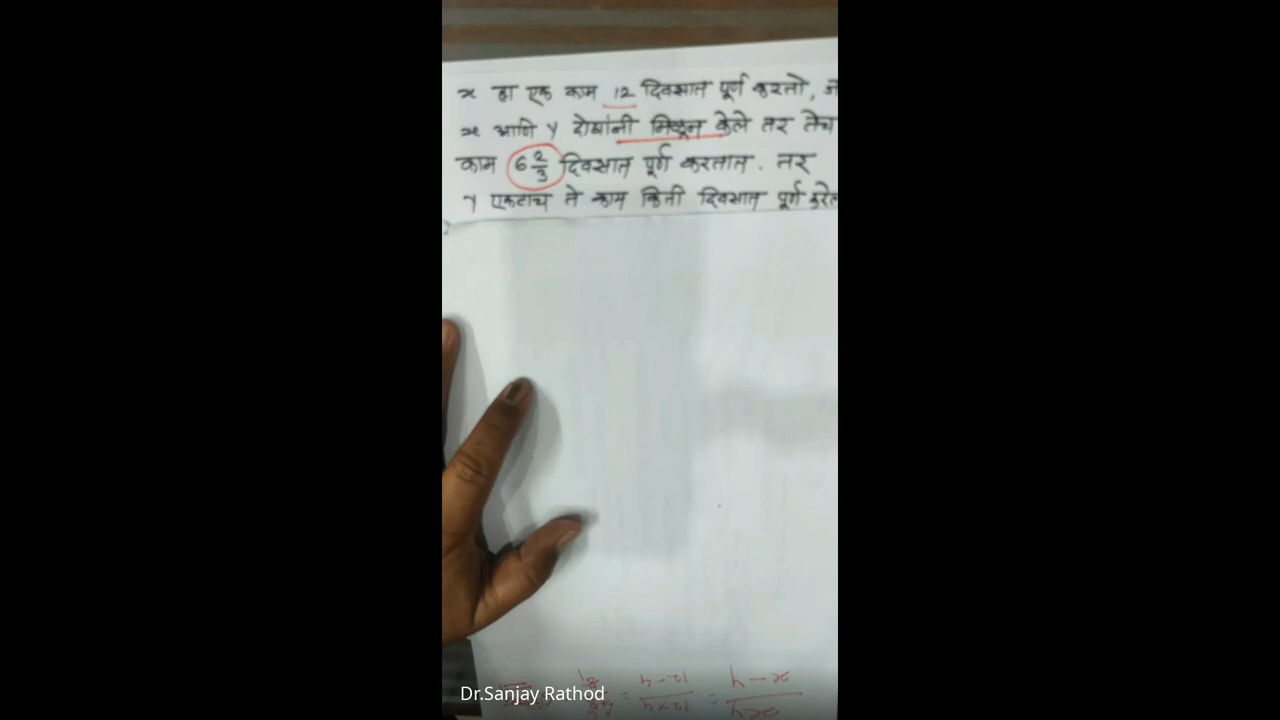 x हा एक काम 12 दिवसात पूर्ण करतो,
x आणि y दोघांनी मिळून केले तर तेच
काम 6 2/3 दिवसात पूर्ण करतात. तर
y एकटाच ते काम किती दिवसात पूर्ण करेल
Dr.Sanjay Rathod